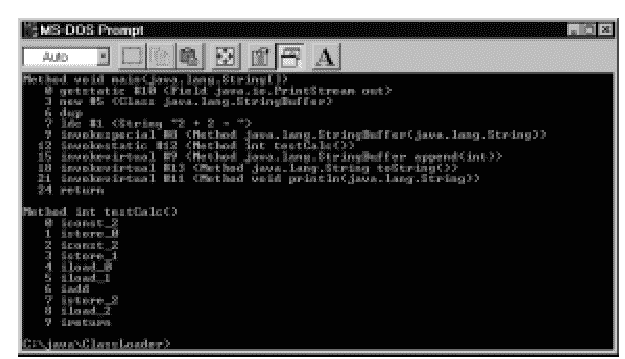 MS-DOS Prompt
Auto
A
Method void main(java.lang.String[])
0 getstatic #10 <Field java.io.PrintStream out>
3 new #5 <Class java.lang.StringBuffer>
6 dup
7 ldc #1 <String "2 + 2 = ">
9 invokespecial #8 <Method java.lang.StringBuffer(java.lang.String)>
12 invokestatic #12 <Method int testCalc()>
15 invokevirtual #9 <Method java.lang.StringBuffer append(int)>
18 invokevirtual #13 <Method java.lang.String toString()>
21 invokevirtual #11 <Method void println(java.lang.String)>
24 return
Method int testCalc()
0 iconst_2
1 istore_0
2 iconst_2
3 istore_1
4 iload_0
5 iload_1
6 iadd
7 istore_2
8 iload_2
9 ireturn
C:\java\ClassLoader>